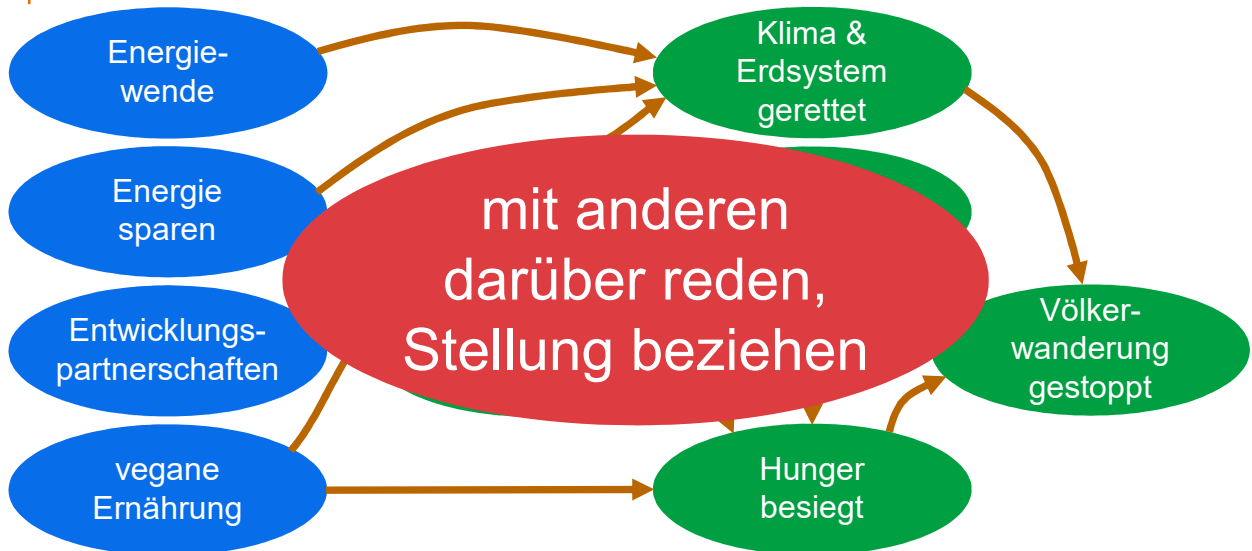 Energie-
wende
Klima &
Erdsystem
gerettet
Energie
sparen
mit anderen
darüber reden,
Stellung beziehen
Entwicklungs-
partnerschaften
Völker-
wanderung
gestoppt
vegane
Ernährung
Hunger
besiegt